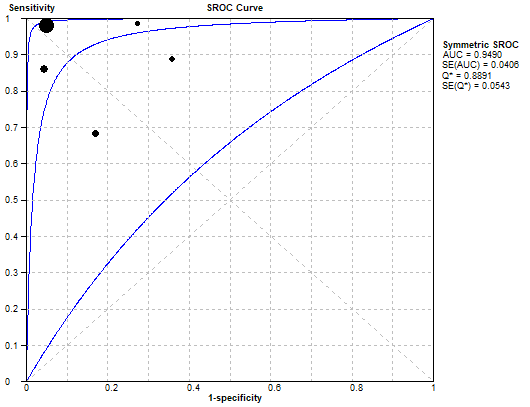 Sensitivity SROC Curve
1
0.9
0.8
0.7
0.6
0.5
0.4
0.3
0.2
0.1
0
0 0.2 0.4 0.6 0.8 1
1-specificity
Symmetric SROC
AUC = 0.9490
SE(AUC) = 0.0406
Q* = 0.8891
SE(Q*) = 0.0543